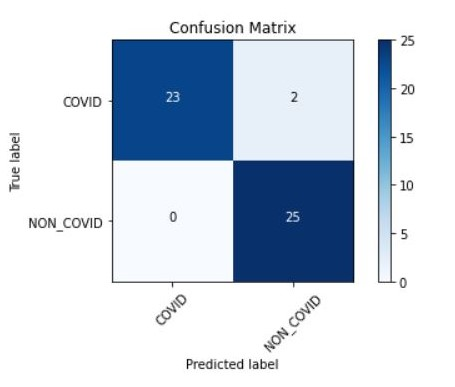 Confusion Matrix
True label
COVID
23
2
NON_COVID
0
25
COVID
NON_COVID
Predicted label
25
20
15
10
5
0